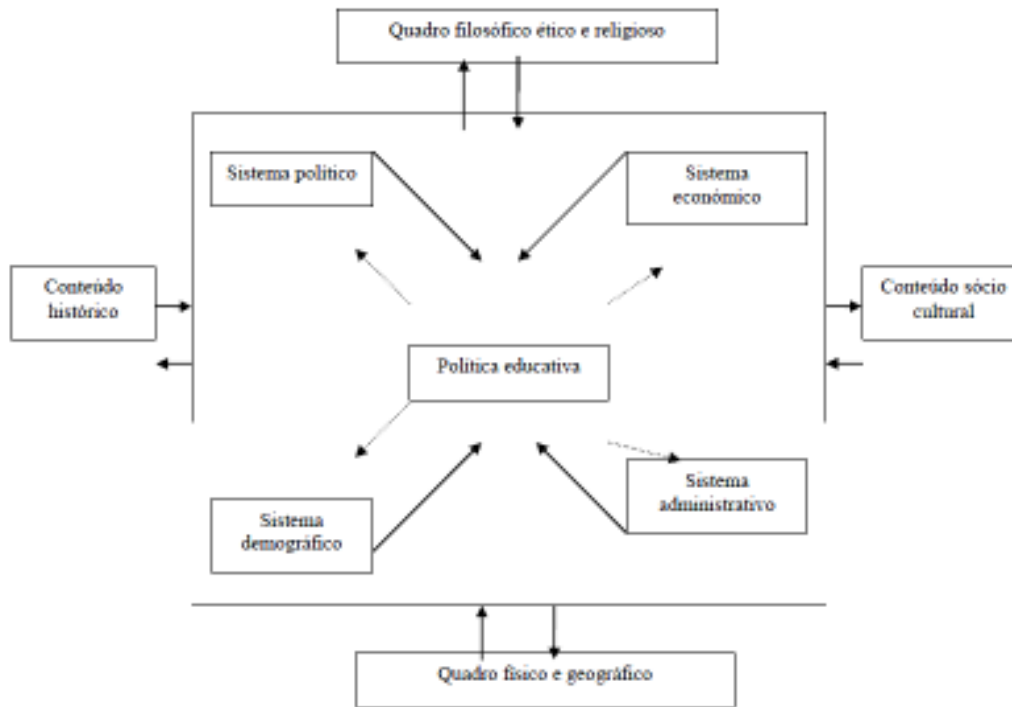 Quadro filosófico ético e religioso
Sistema político
Sistema
económico
Conteúdo
histórico
Conteúdo sócio
cultural
Política educativa
Sistema
demográfico
Sistema
administrativo
Quadro físico e geográfico